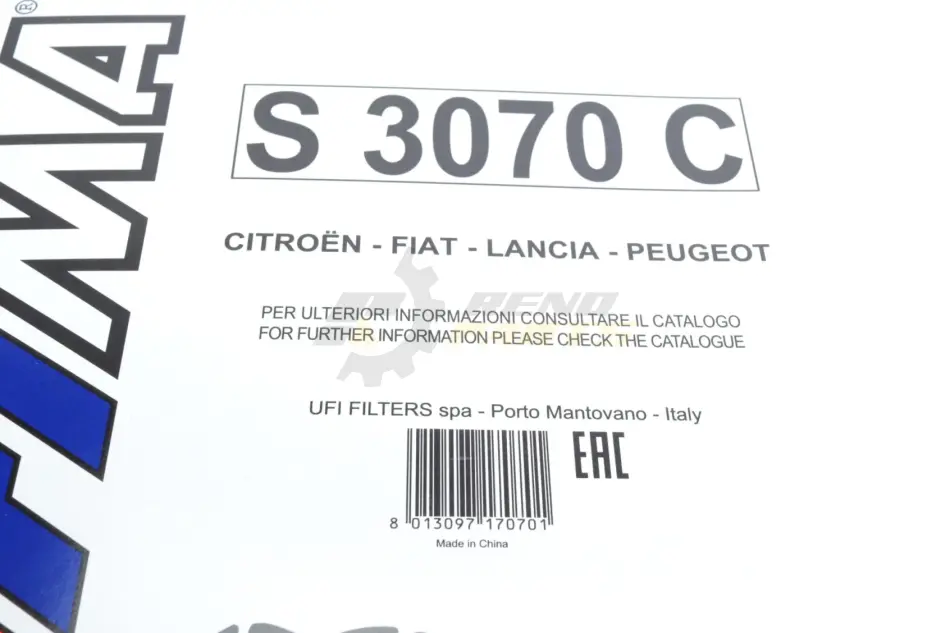 FIMA®
S 3070 C
CITROËN - FIAT - LANCIA - PEUGEOT
PER ULTERIORI INFORMAZIONI CONSULTARE IL CATALOGO
FOR FURTHER INFORMATION PLEASE CHECK THE CATALOGUE
UFI FILTERS spa - Porto Mantovano - Italy
EAC
8 013097 170701
Made in China